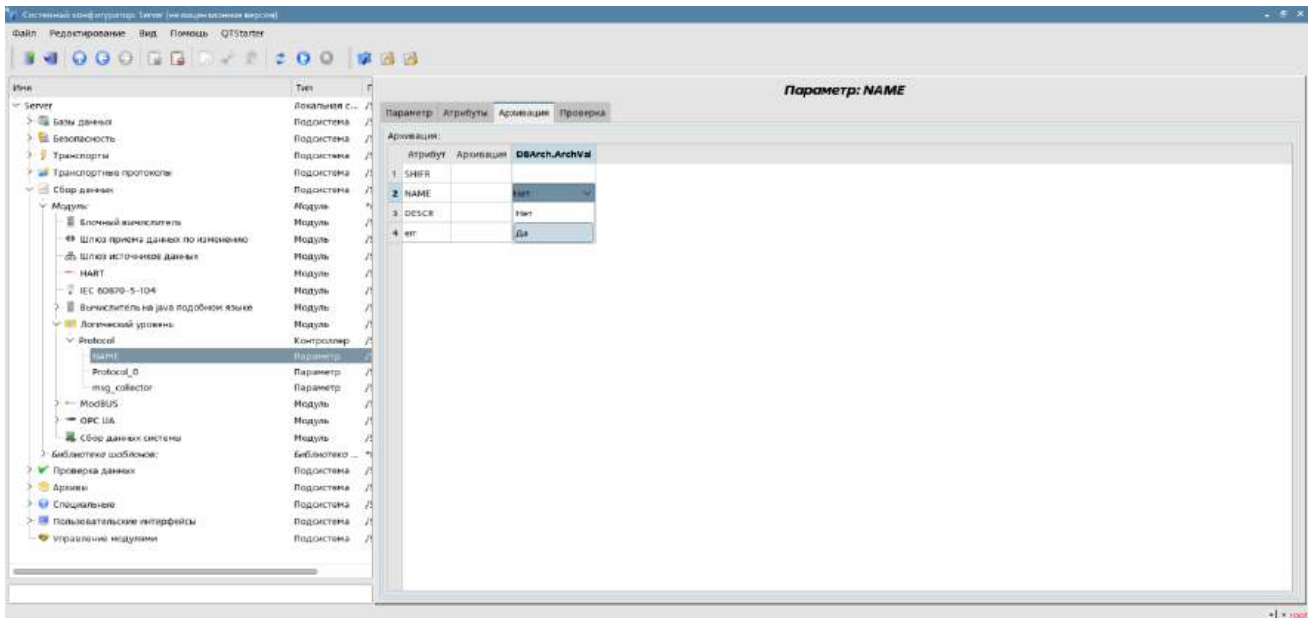 Системный конфигуратор: Server (не лицензионная версия)
Файл Редактирование Вид Помощь QTStarter
Имя Тип
Server Локальная с...
Базы данных Подсистема
Безопасность Подсистема
Транспорты Подсистема
Транспортные протоколы Подсистема
Сбор данных Подсистема
Модуль: Модуль
Блочный вычислитель Модуль
Шлюз приема данных по изменению Модуль
Шлюз источников данных Модуль
HART Модуль
IEC 60870-5-104 Модуль
Вычислитель на java подобном языке Модуль
Логический уровень Модуль
Protocol Контроллер
NAME Параметр
Protocol_0 Параметр
msg_collector Параметр
ModBUS Модуль
OPC UA Модуль
Сбор данных системы Модуль
Библиотека шаблонов: Библиотека ...
Проверка данных Подсистема
Архивы Подсистема
Специальные Подсистема
Пользовательские интерфейсы Подсистема
Управление модулями Подсистема
Параметр: NAME
Параметр Атрибуты Архивация Проверка
Архивация:
Атрибут Архивация DBArch.ArchVal
1 SHIFR
2 NAME Нет
3 DESCR Нет
4 err Да
root